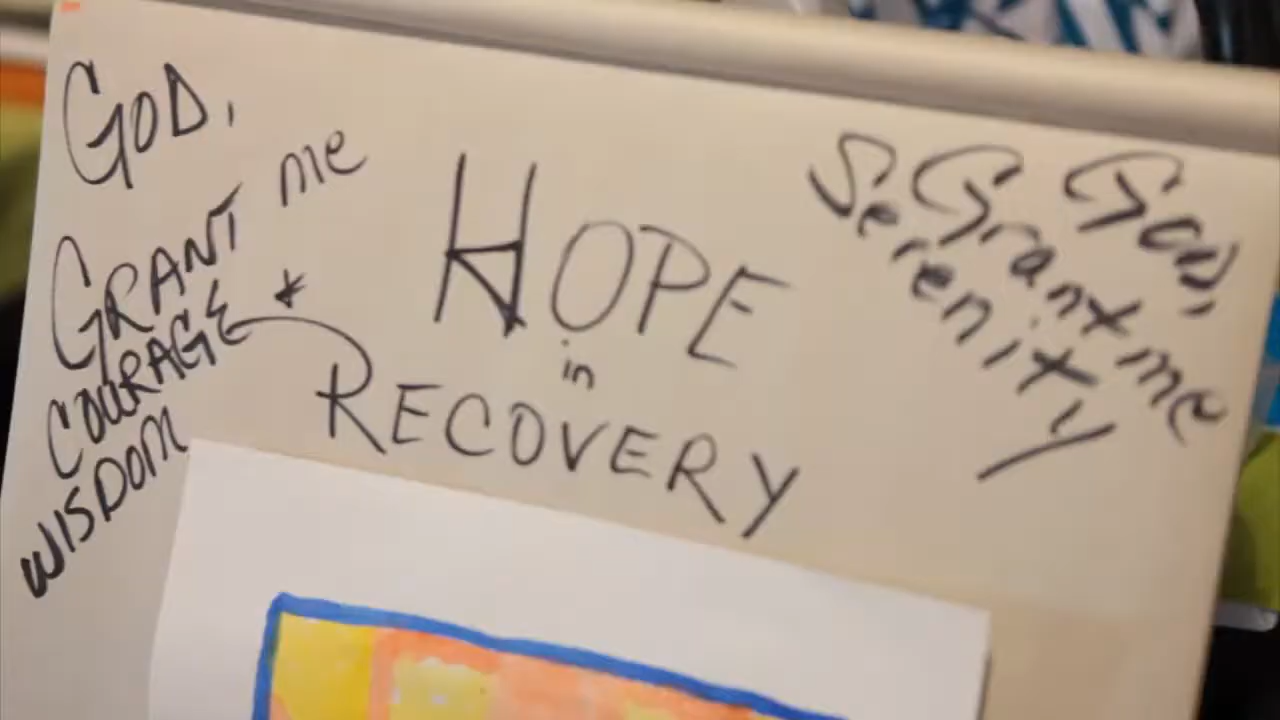 GOD,
GRANT me
COURAGE +
WISDOM
HOPE
in
RECOVERY
God,
Grant me
Serenity